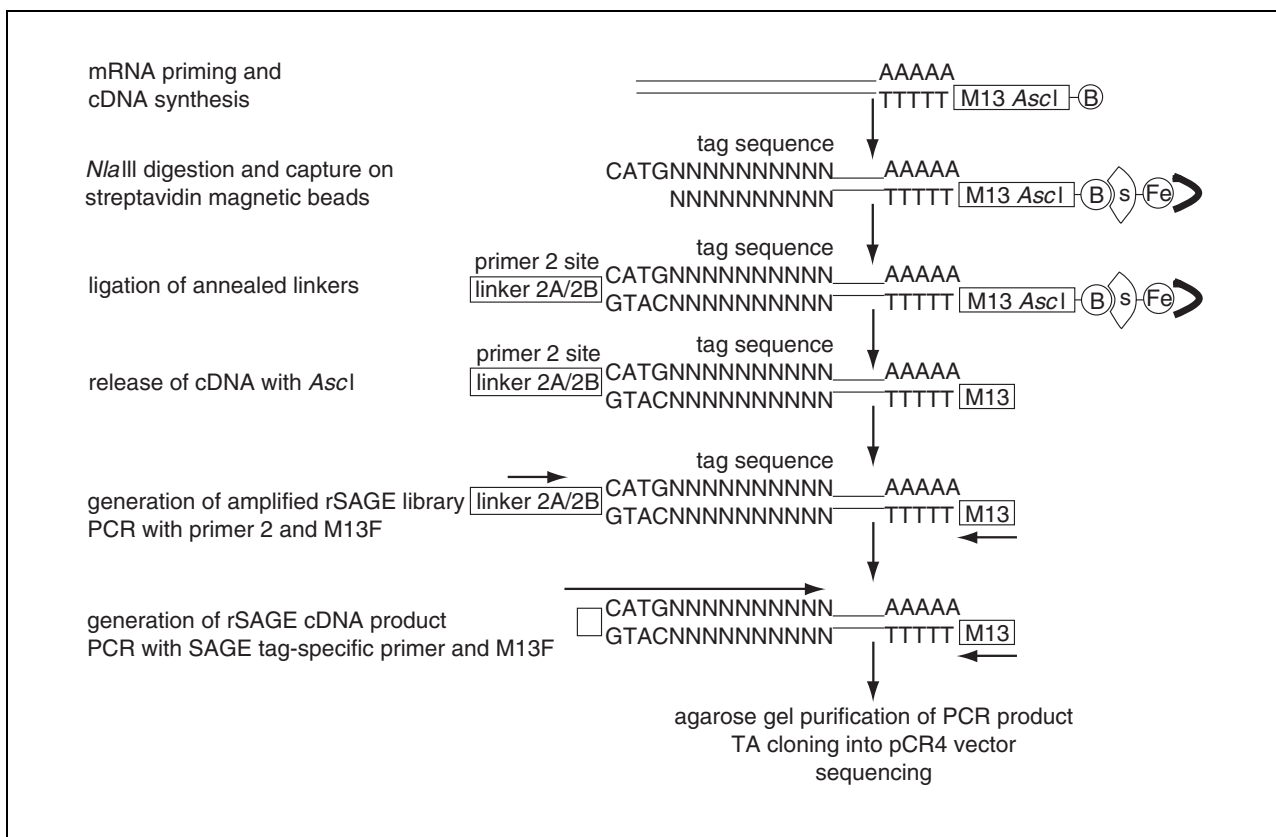 mRNA priming and
cDNA synthesis
AAAAA
TTTTT M13 AscI B
NlaIII digestion and capture on
streptavidin magnetic beads
tag sequence
CATGNNNNNNNNNN AAAAA
NNNNNNNNNN TTTTT M13 AscI B s Fe
ligation of annealed linkers
tag sequence
primer 2 site
CATGNNNNNNNNNN AAAAA
linker 2A/2B
GTACNNNNNNNNNN TTTTT M13 AscI B s Fe
release of cDNA with AscI
tag sequence
primer 2 site
CATGNNNNNNNNNN AAAAA
linker 2A/2B
GTACNNNNNNNNNN TTTTT M13
generation of amplified rSAGE library
PCR with primer 2 and M13F
tag sequence
CATGNNNNNNNNNN AAAAA
linker 2A/2B
GTACNNNNNNNNNN TTTTT M13
generation of rSAGE cDNA product
PCR with SAGE tag-specific primer and M13F
CATGNNNNNNNNNN AAAAA
GTACNNNNNNNNNN TTTTT M13
agarose gel purification of PCR product
TA cloning into pCR4 vector
sequencing